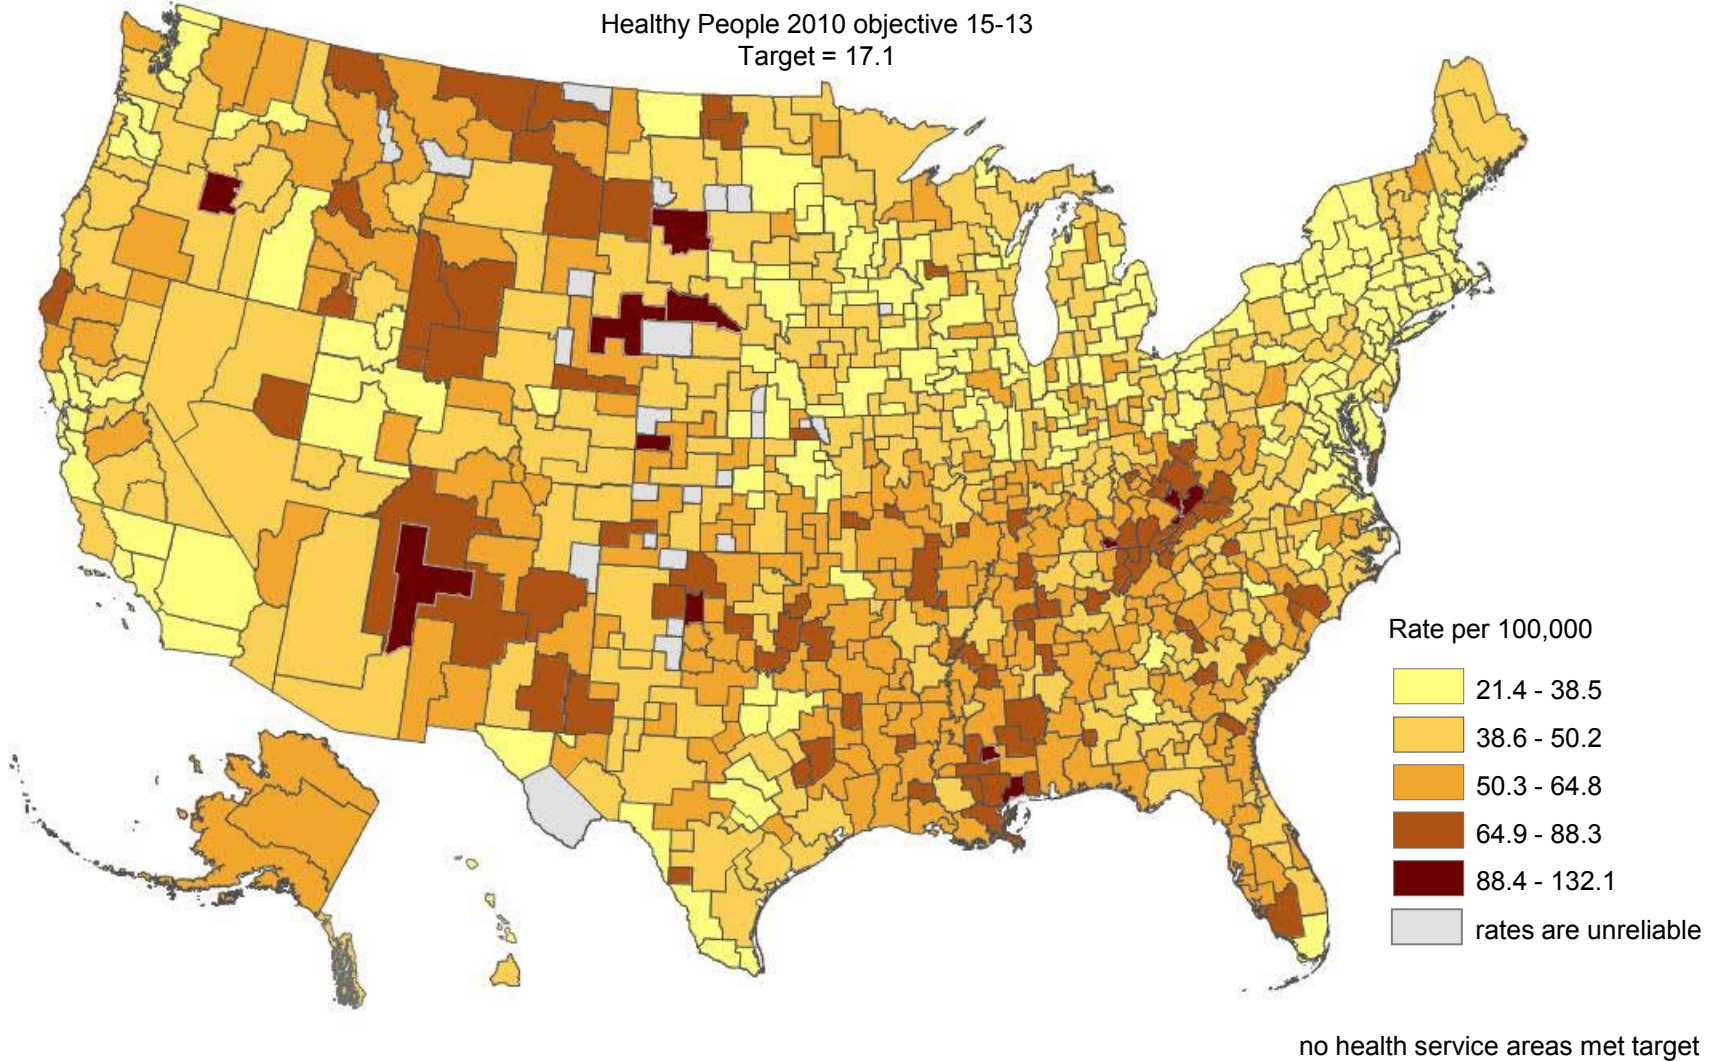 Healthy People 2010 objective 15-13
Target = 17.1
Rate per 100,000
21.4 - 38.5
38.6 - 50.2
50.3 - 64.8
64.9 - 88.3
88.4 - 132.1
rates are unreliable
no health service areas met target